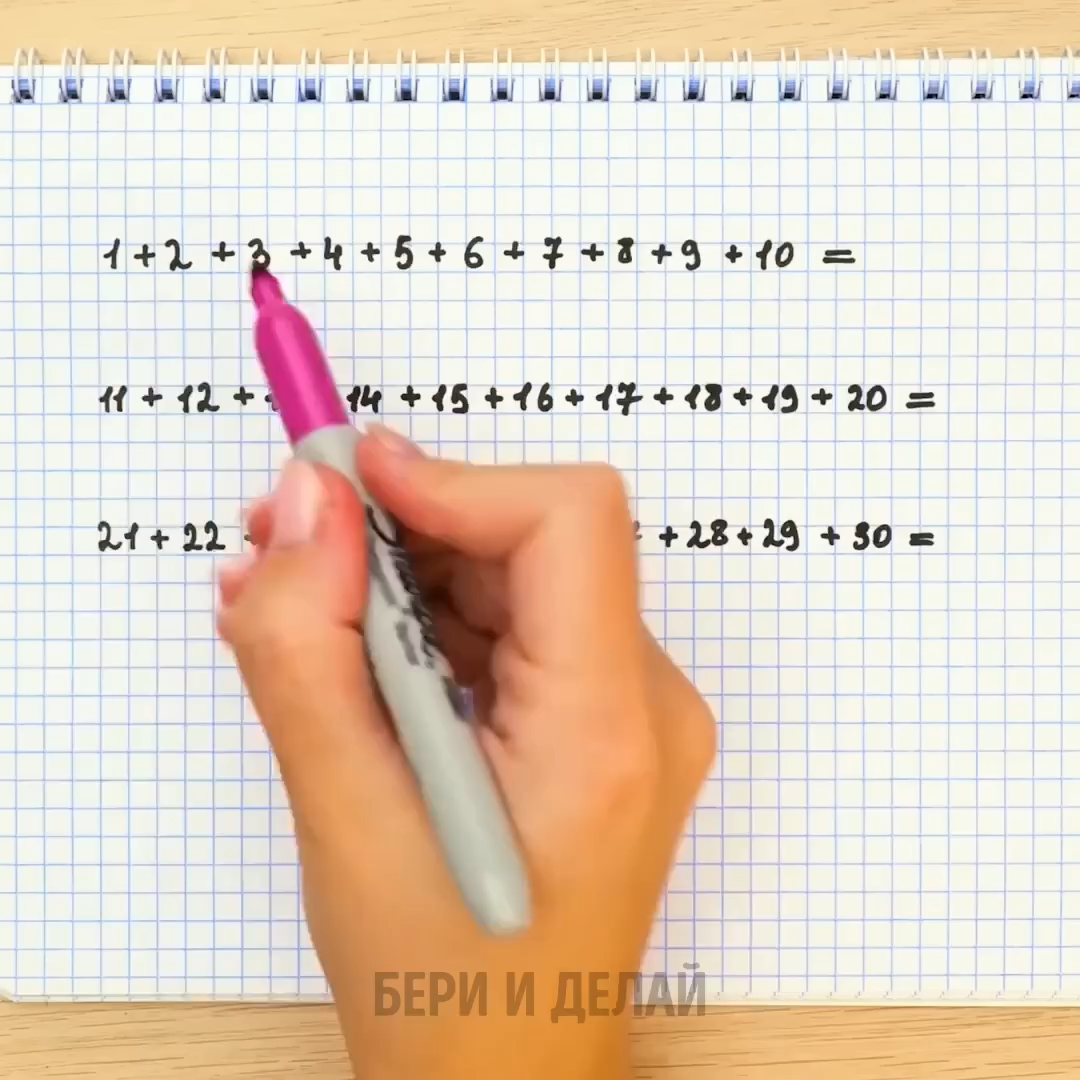 1 + 2 + 3 + 4 + 5 + 6 + 7 + 8 + 9 + 10 =
11 + 12 + 14 + 15 + 16 + 17 + 18 + 19 + 20 =
21 + 22 + 28 + 29 + 30 =
БЕРИ И ДЕЛАЙ